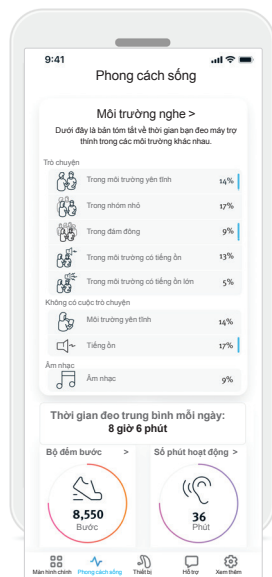 9:41
Phong cách sống
Môi trường nghe >
Dưới đây là bản tóm tắt về thời gian bạn đeo máy trợ
thính trong các môi trường khác nhau.
Trò chuyện
Trong môi trường yên tĩnh 14%
Trong nhóm nhỏ 17%
Trong đám đông 9%
Trong môi trường có tiếng ồn 13%
Trong môi trường có tiếng ồn lớn 5%
Không có cuộc trò chuyện
Môi trường yên tĩnh 14%
Tiếng ồn 17%
Âm nhạc
Âm nhạc 9%
Thời gian đeo trung bình mỗi ngày:
8 giờ 6 phút
Bộ đếm bước > Số phút hoạt động >
8,550 36
Bước Phút
Màn hình chính Phong cách sống Thiết bị Hỗ trợ Xem thêm